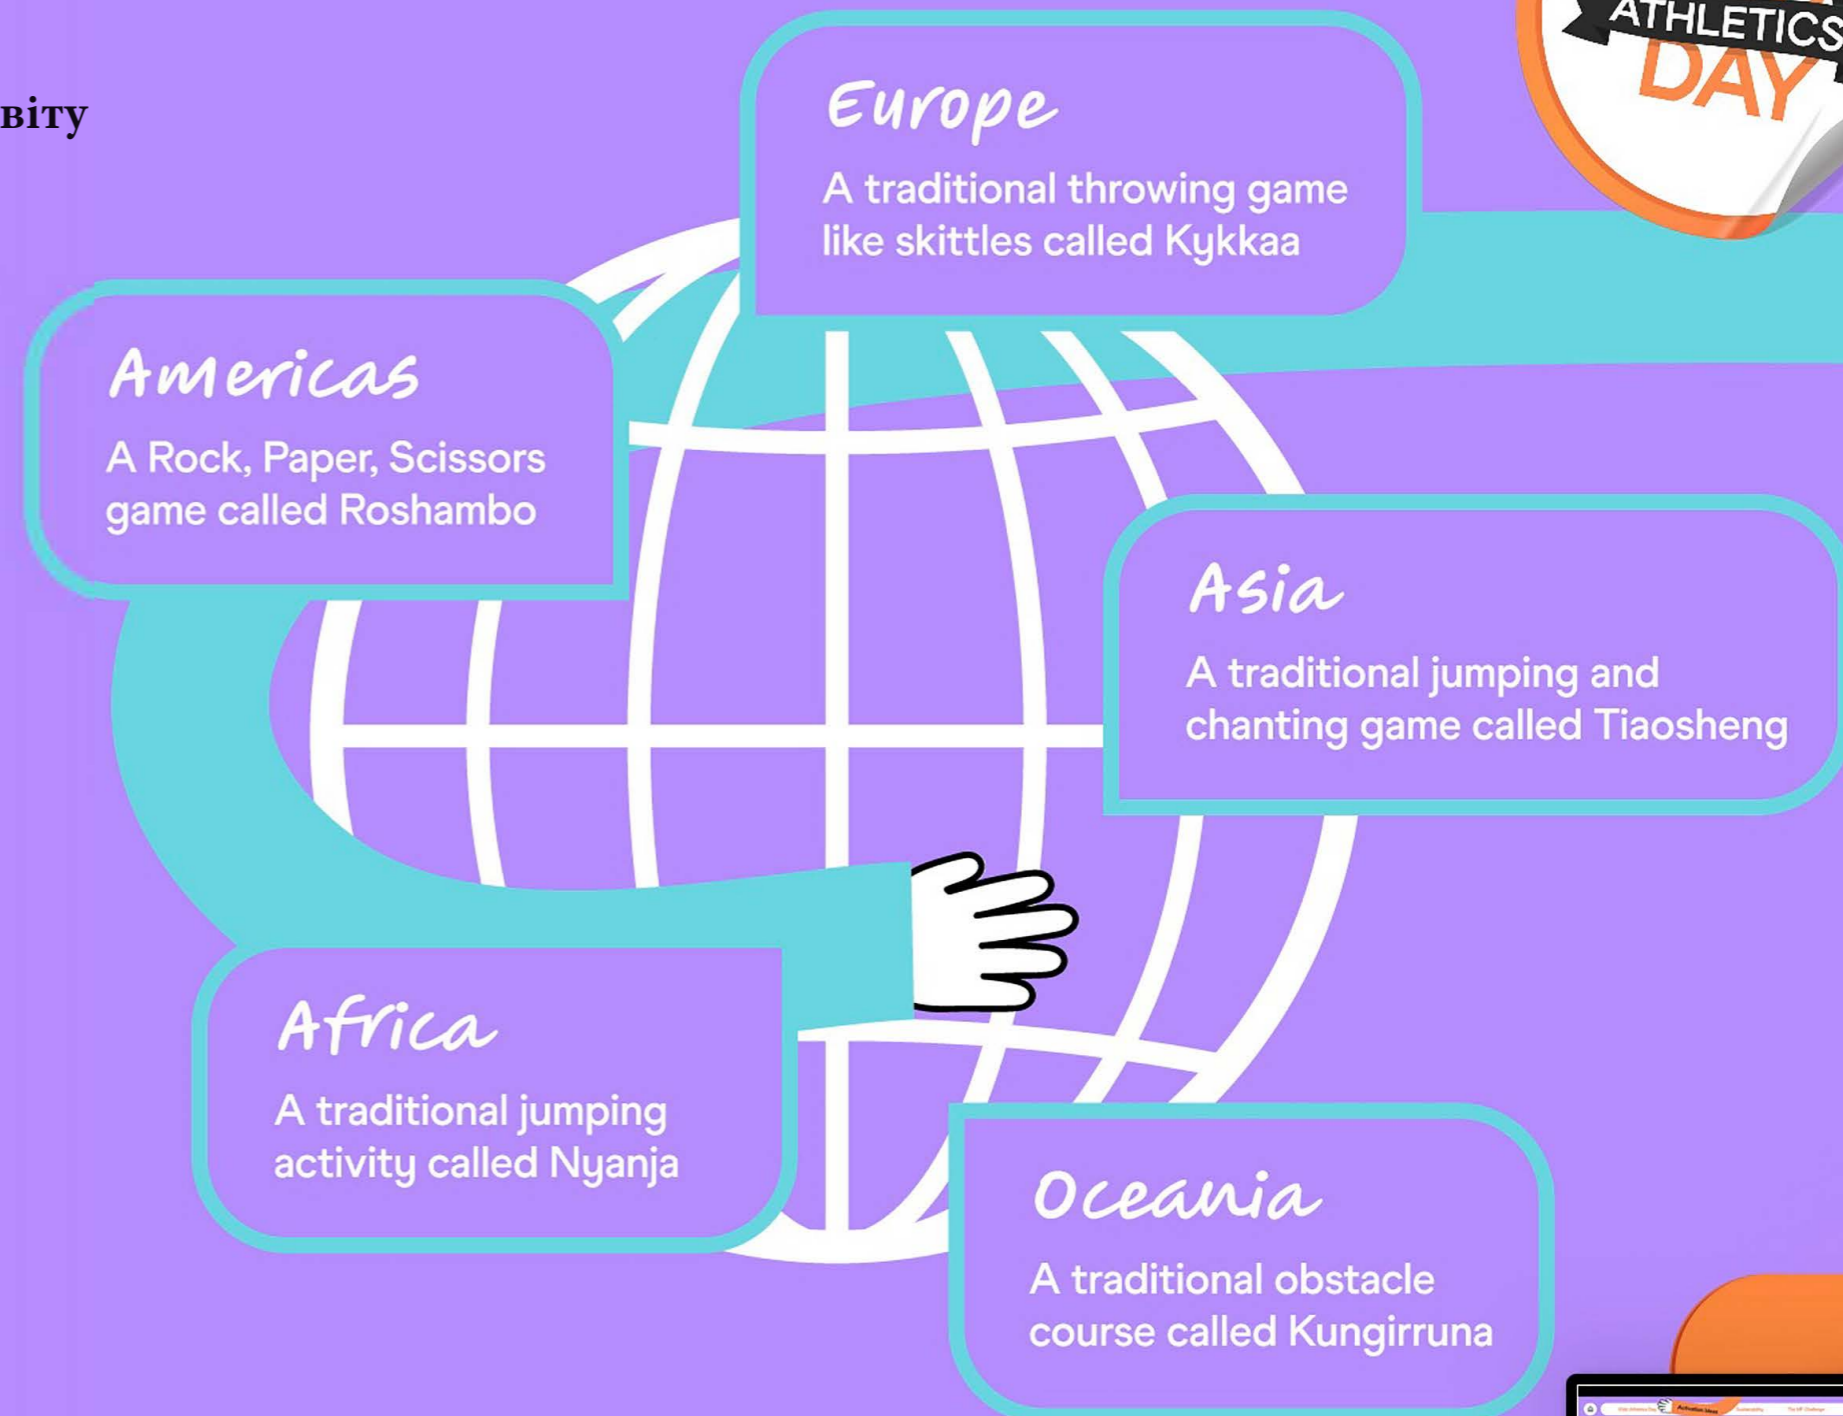 віту
ATHLETICS
DAY
Europe
A traditional throwing game
like skittles called Kykkaa
Americas
A Rock, Paper, Scissors
game called Roshambo
Asia
A traditional jumping and
chanting game called Tiaosheng
Africa
A traditional jumping
activity called Nyanja
Oceania
A traditional obstacle
course called Kungirruna